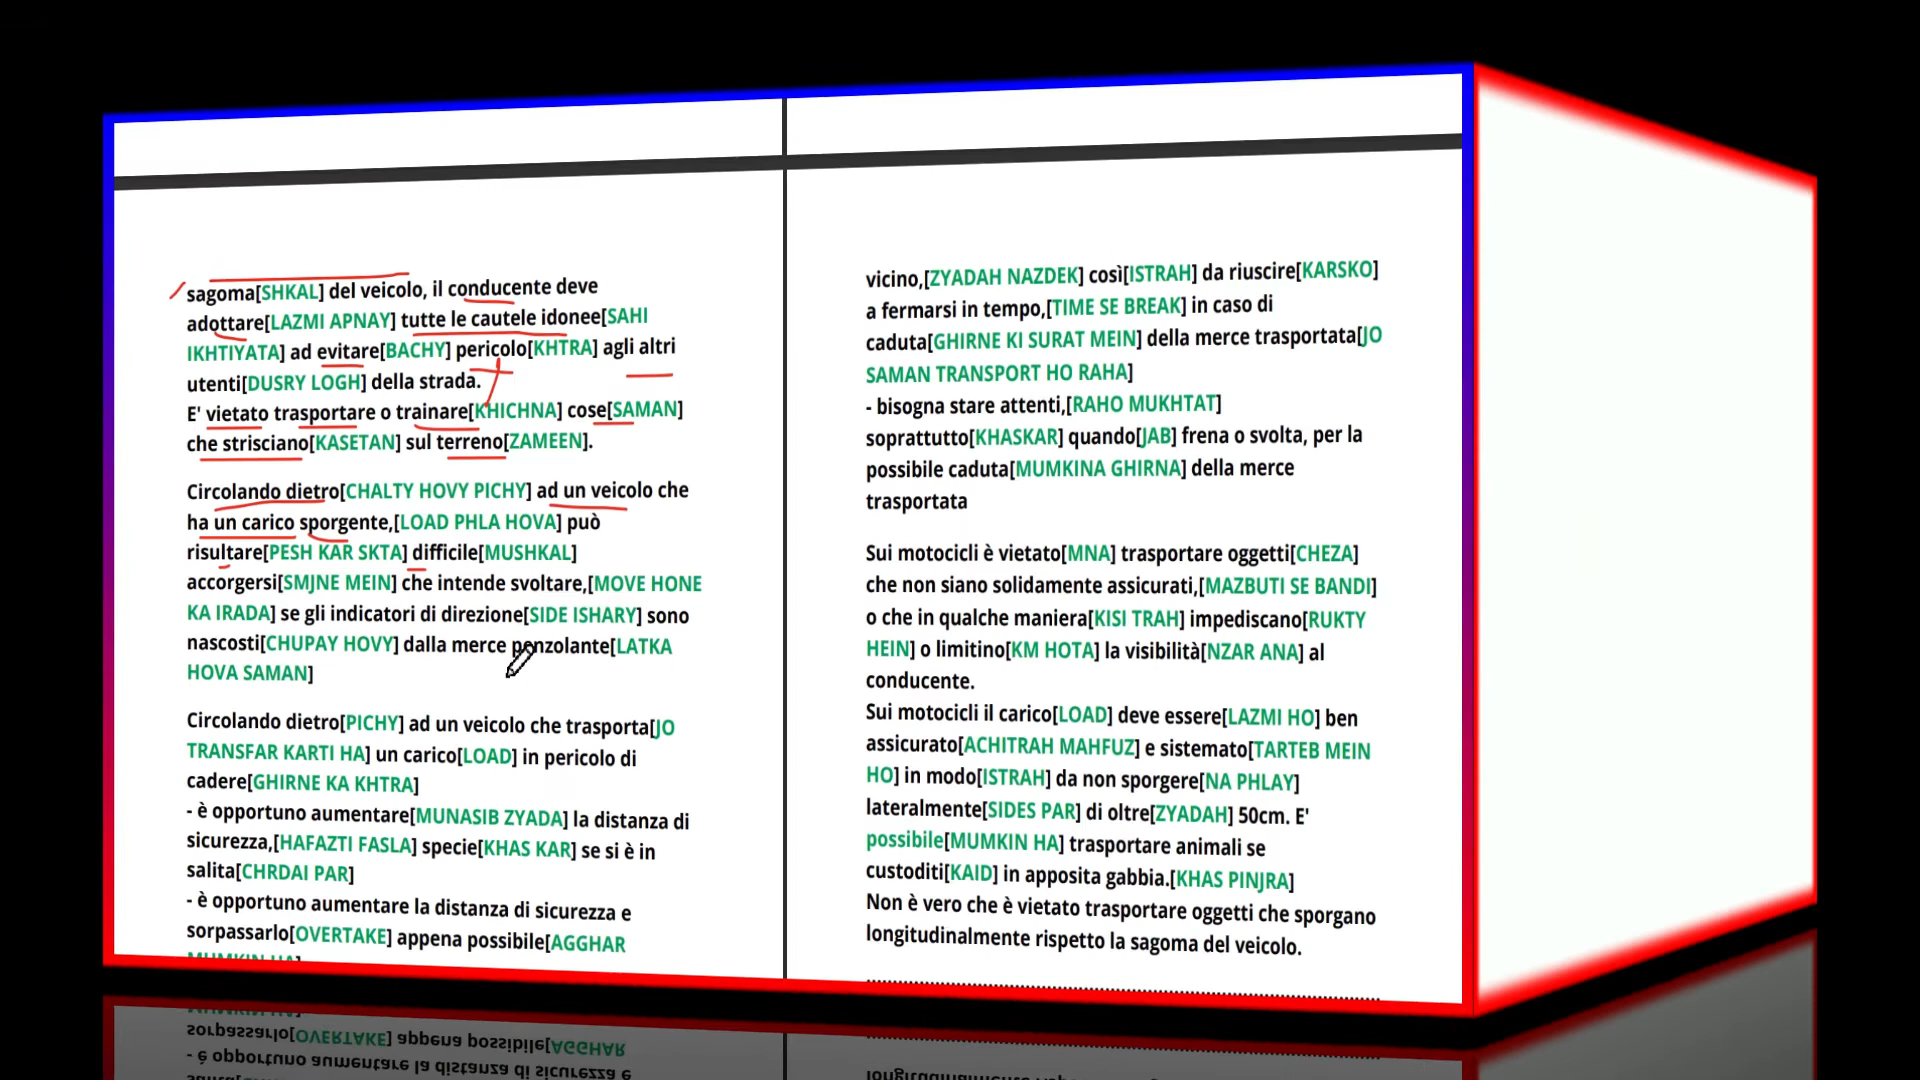 sagoma[SHKAL] del veicolo, il conducente deve
adottare[LAZMI APNAY] tutte le cautele idonee[SAHI
IKHTIYATA] ad evitare[BACHY] pericolo[KHTRA] agli altri
utenti[DUSRY LOGH] della strada.
E' vietato trasportare o trainare[KHICHNA] cose[SAMAN]
che strisciano[KASETAN] sul terreno[ZAMEEN].
Circolando dietro[CHALTY HOVY PICHY] ad un veicolo che
ha un carico sporgente,[LOAD PHLA HOVA] può
risultare[PESH KAR SKTA] difficile[MUSHKAL]
accorgersi[SMJNE MEIN] che intende svoltare,[MOVE HONE
KA IRADA] se gli indicatori di direzione[SIDE ISHARY] sono
nascosti[CHUPAY HOVY] dalla merce penzolante[LATKA
HOVA SAMAN]
Circolando dietro[PICHY] ad un veicolo che trasporta[JO
TRANSFAR KARTI HA] un carico[LOAD] in pericolo di
cadere[GHIRNE KA KHTRA]
- è opportuno aumentare[MUNASIB ZYADA] la distanza di
sicurezza,[HAFAZTI FASLA] specie[KHAS KAR] se si è in
salita[CHRDAI PAR]
- è opportuno aumentare la distanza di sicurezza e
sorpassarlo[OVERTAKE] appena possibile[AGGHAR
MUMKIN HA]
vicino,[ZYADAH NAZDEK] così[ISTRAH] da riuscire[KARSKO]
a fermarsi in tempo,[TIME SE BREAK] in caso di
caduta[GHIRNE KI SURAT MEIN] della merce trasportata[JO
SAMAN TRANSPORT HO RAHA]
- bisogna stare attenti,[RAHO MUKHTAT]
soprattutto[KHASKAR] quando[JAB] frena o svolta, per la
possibile caduta[MUMKINA GHIRNA] della merce
trasportata
Sui motocicli è vietato[MNA] trasportare oggetti[CHEZA]
che non siano solidamente assicurati,[MAZBUTI SE BANDI]
o che in qualche maniera[KISI TRAH] impediscano[RUKTY
HEIN] o limitino[KM HOTA] la visibilità[NZAR ANA] al
conducente.
Sui motocicli il carico[LOAD] deve essere[LAZMI HO] ben
assicurato[ACHITRAH MAHFUZ] e sistemato[TARTEB MEIN
HO] in modo[ISTRAH] da non sporgere[NA PHLAY]
lateralmente[SIDES PAR] di oltre[ZYADAH] 50cm. E'
possibile[MUMKIN HA] trasportare animali se
custoditi[KAID] in apposita gabbia.[KHAS PINJRA]
Non è vero che è vietato trasportare oggetti che sporgano
longitudinalmente rispetto la sagoma del veicolo.